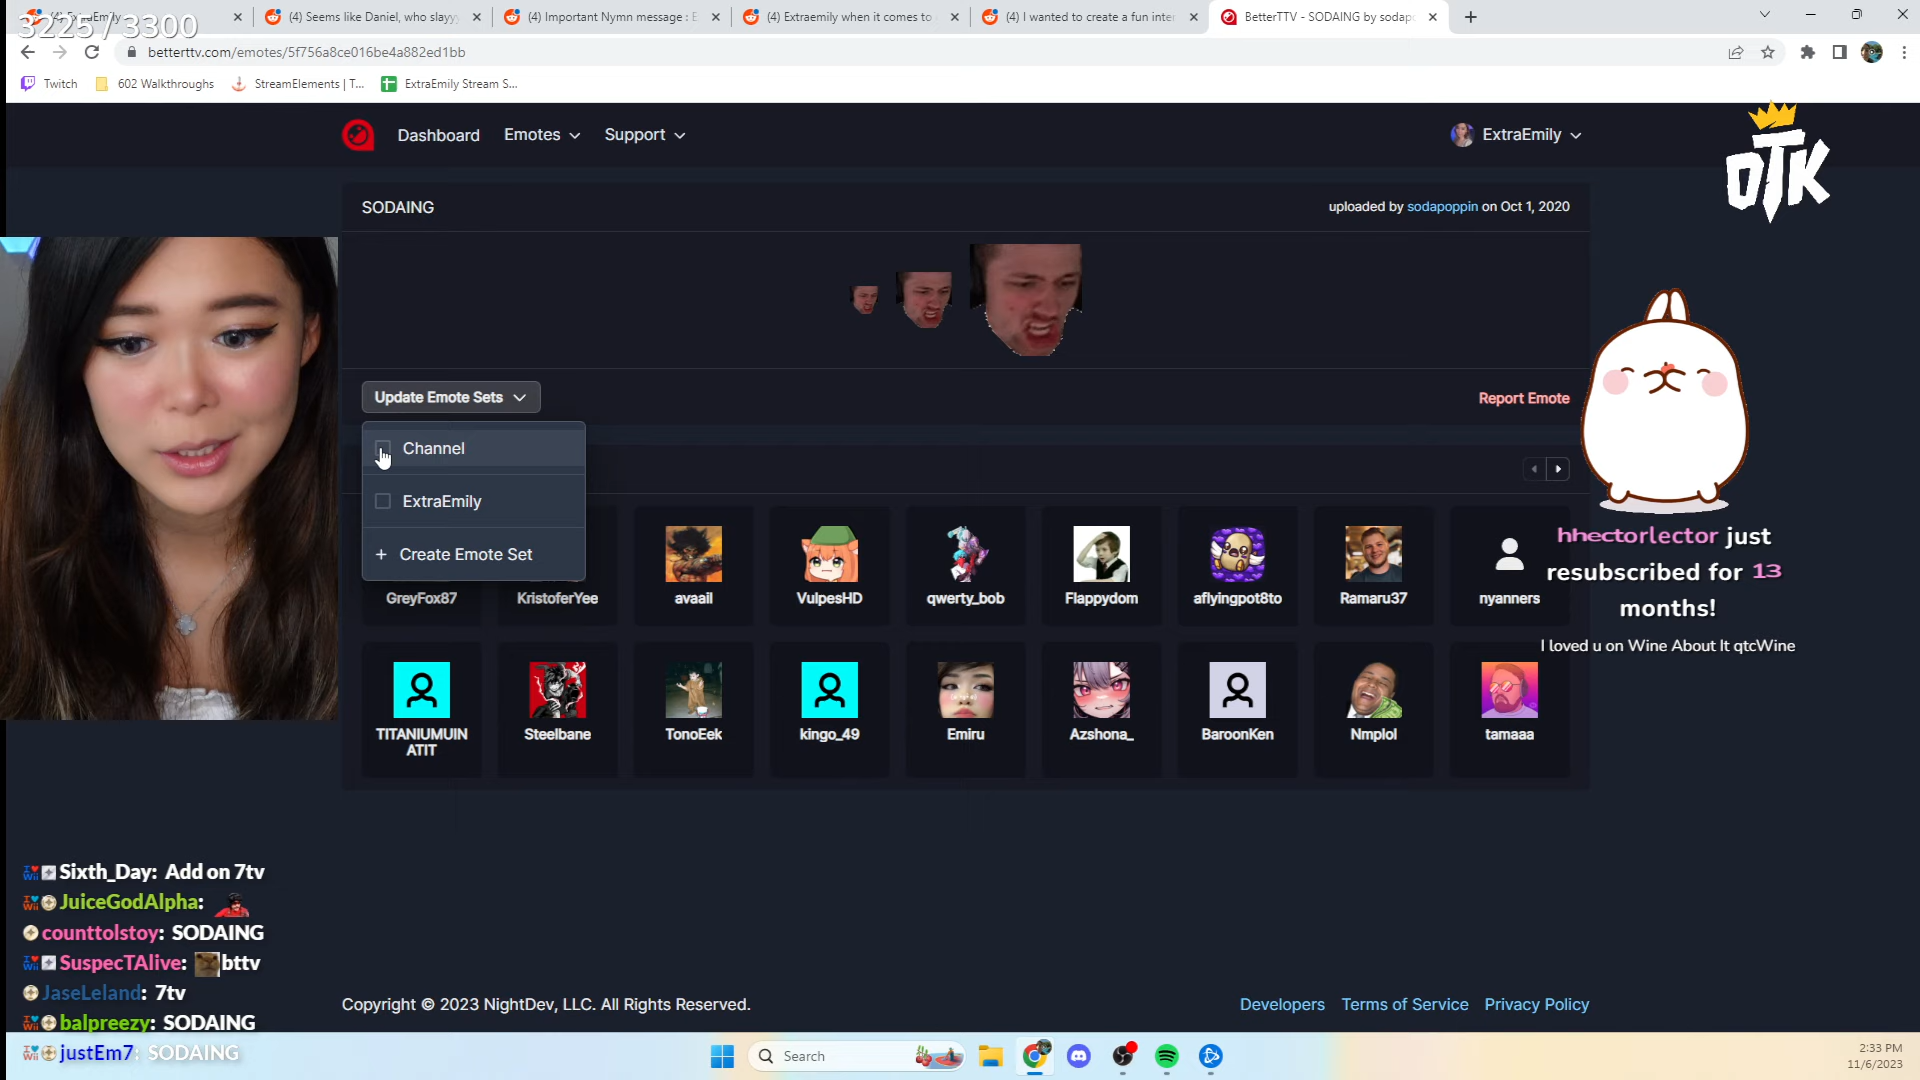 3225 / 3300
(4) ExtraEmily
(4) Seems like Daniel, who slayyy
(4) Important Nymn message : E
(4) Extraemily when it comes to
(4) I wanted to create a fun inte
BetterTTV - SODAING by sodapo
betterttv.com/emotes/5f756a8ce016be4a882ed1bb
Twitch
602 Walkthroughs
StreamElements | T...
ExtraEmily Stream S...
Dashboard
Emotes
Support
ExtraEmily
OTK
SODAING
uploaded by sodapoppin on Oct 1, 2020
Update Emote Sets
Report Emote
Channel
ExtraEmily
+ Create Emote Set
GreyFox87
KristoferYee
avaail
VulpesHD
qwerty_bob
Flappydom
aflyingpot8to
Ramaru37
nyanners
hhectorlector just
resubscribed for 13
months!
I loved u on Wine About It qtcWine
TITANIUMUIN
ATIT
Steelbane
TonoEek
kingo_49
Emiru
Azshona_
BaroonKen
Nmplol
tamaaa
Sixth_Day: Add on 7tv
JuiceGodAlpha:
counttolstoy: SODAING
SuspecTAlive: bttv
JaseLeland: 7tv
balpreezy: SODAING
justEm7: SODAING
Copyright © 2023 NightDev, LLC. All Rights Reserved.
Developers
Terms of Service
Privacy Policy
Search
2:33 PM
11/6/2023